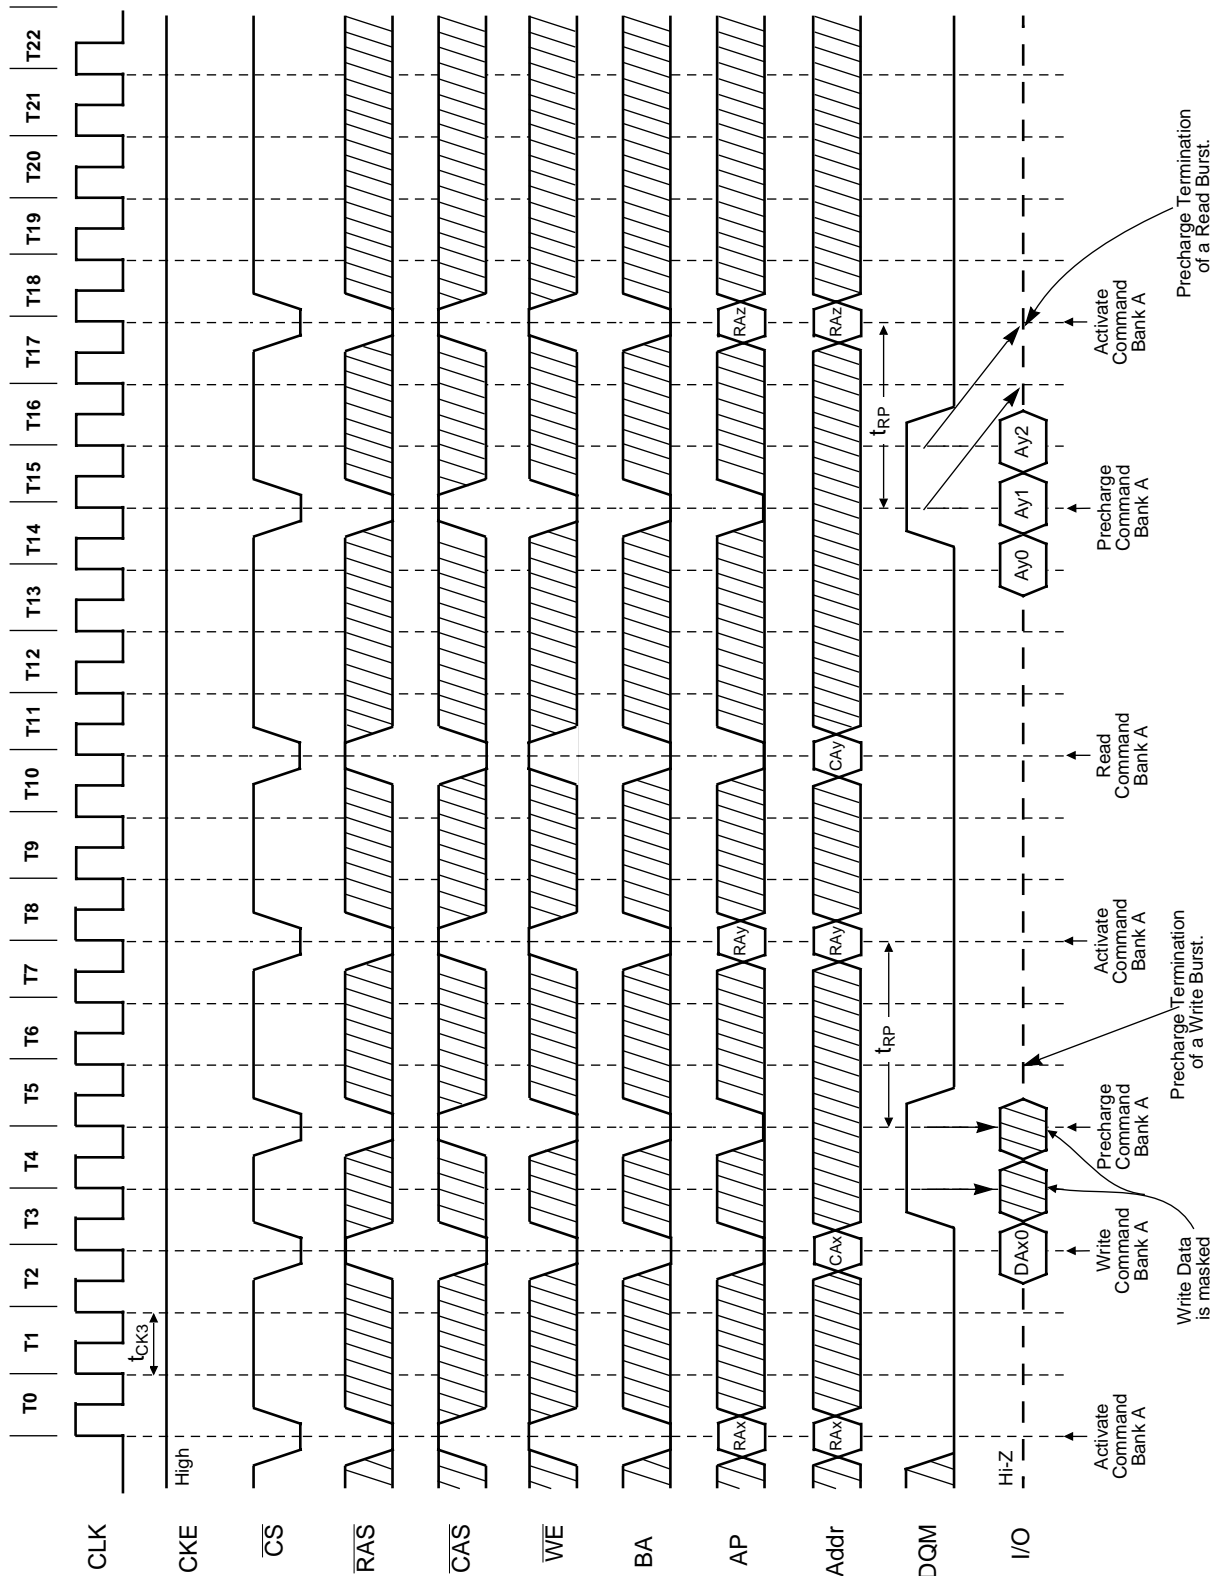 T0
T1
T2
T3
T4
T5
T6
T7
T8
T9
T10
T11
T12
T13
T14
T15
T16
T17
T18
T19
T20
T21
T22
CLK
tCK3
CKE
High
CS
RAS
CAS
WE
BA
AP
RAx
RAy
RAz
Addr
RAx
CAx
RAy
CAy
RAz
tRP
tRP
DQM
I/O
Hi-Z
DAx0
Ay0
Ay1
Ay2
Activate
Command
Bank A
Write
Command
Bank A
Precharge
Command
Bank A
Activate
Command
Bank A
Read
Command
Bank A
Precharge
Command
Bank A
Activate
Command
Bank A
Write Data
is masked
Precharge Termination
of a Write Burst.
Precharge Termination
of a Read Burst.